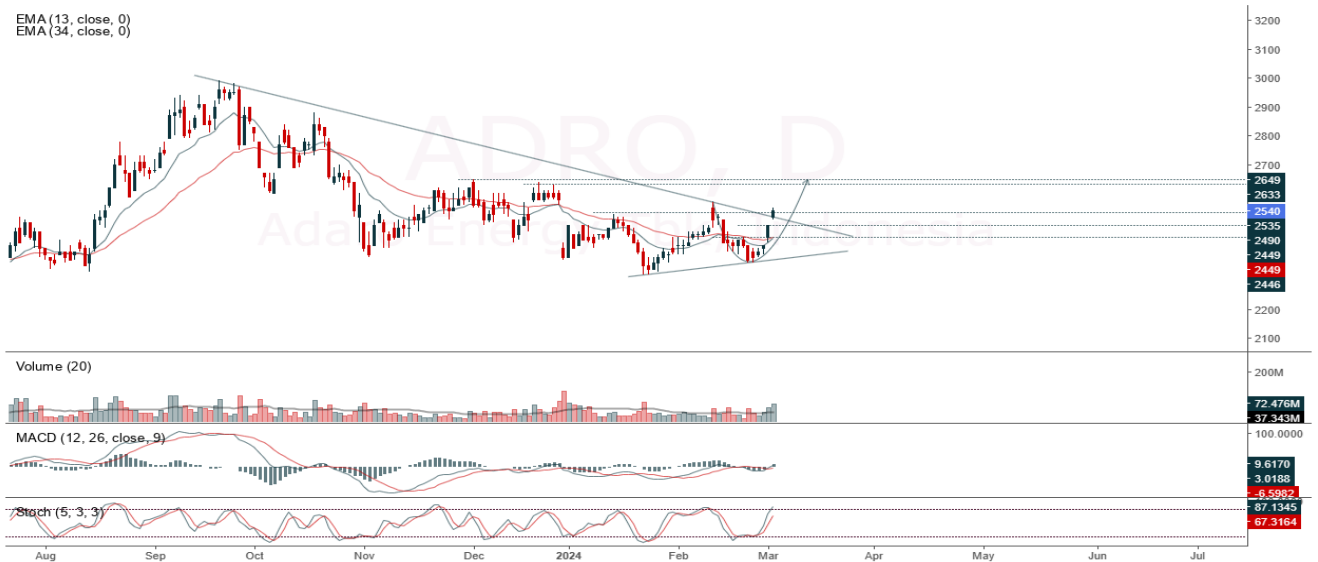 EMA (13, close, 0)
EMA (34, close, 0)
ADRO, D
Indonesia
3200
3100
3000
2900
2800
2700
2649
2633
2540
2535
2490
2449
2449
2446
2200
2100
Volume (20)
200M
72.476M
37.343M
MACD (12, 26, close, 9)
100.0000
9.6170
3.0188
-6.5982
Stoch (5, 3, 3)
87.1345
67.3164
Aug Sep Oct Nov Dec 2024 Feb Mar Apr May Jun Jul